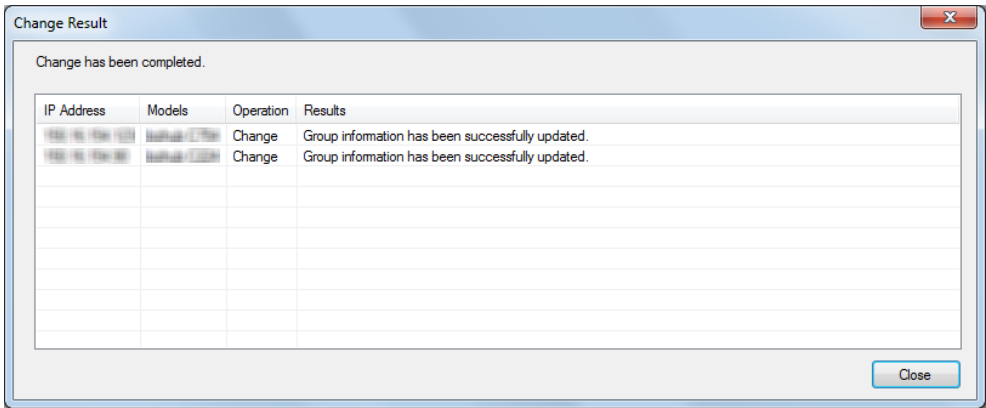 Change Result
Change has been completed.
IP Address Models Operation Results
Change Group information has been successfully updated.
Change Group information has been successfully updated.
Close